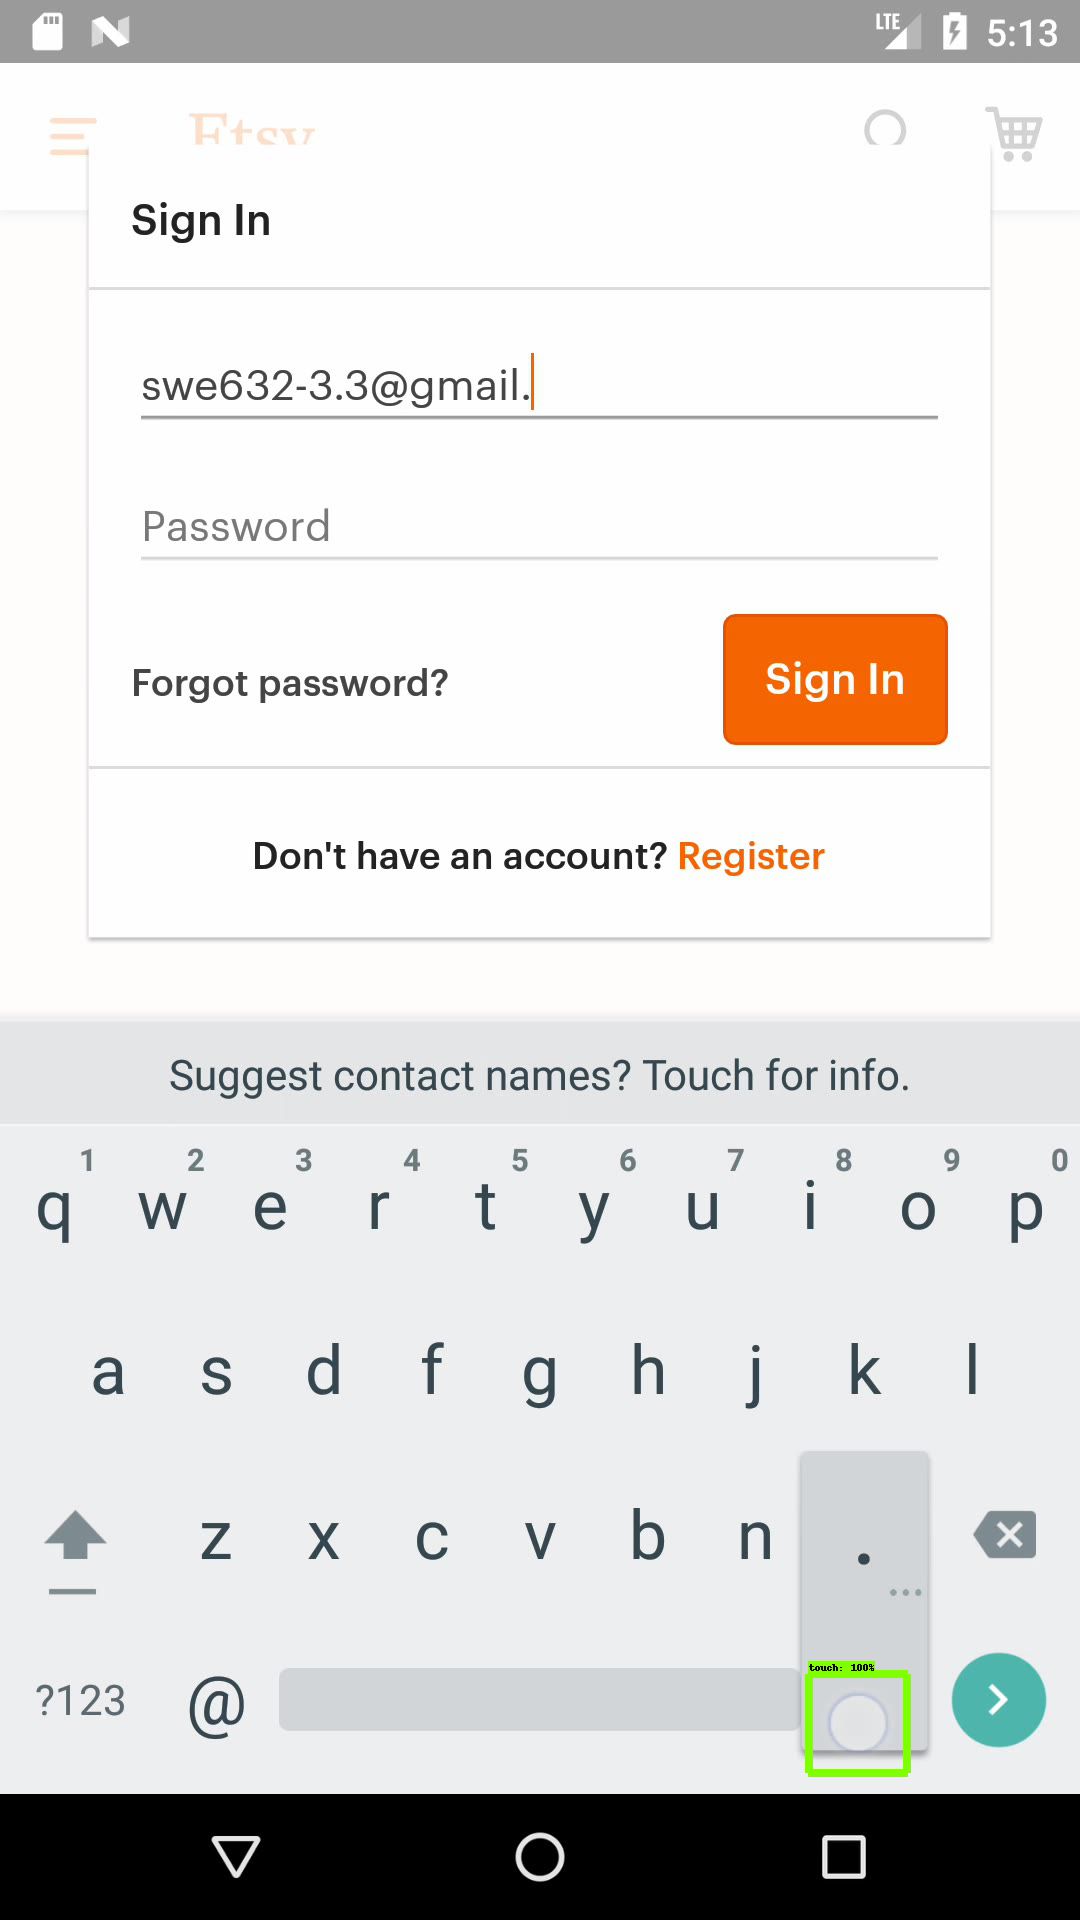 LTE 5:13
Etsy
Sign In
swe632-3.3@gmail.
Password
Forgot password?
Sign In
Don't have an account? Register
Suggest contact names? Touch for info.
1 2 3 4 5 6 7 8 9 0
q w e r t y u i o p
a s d f g h j k l
z x c v b n .
...
touch: 100%
?123 @